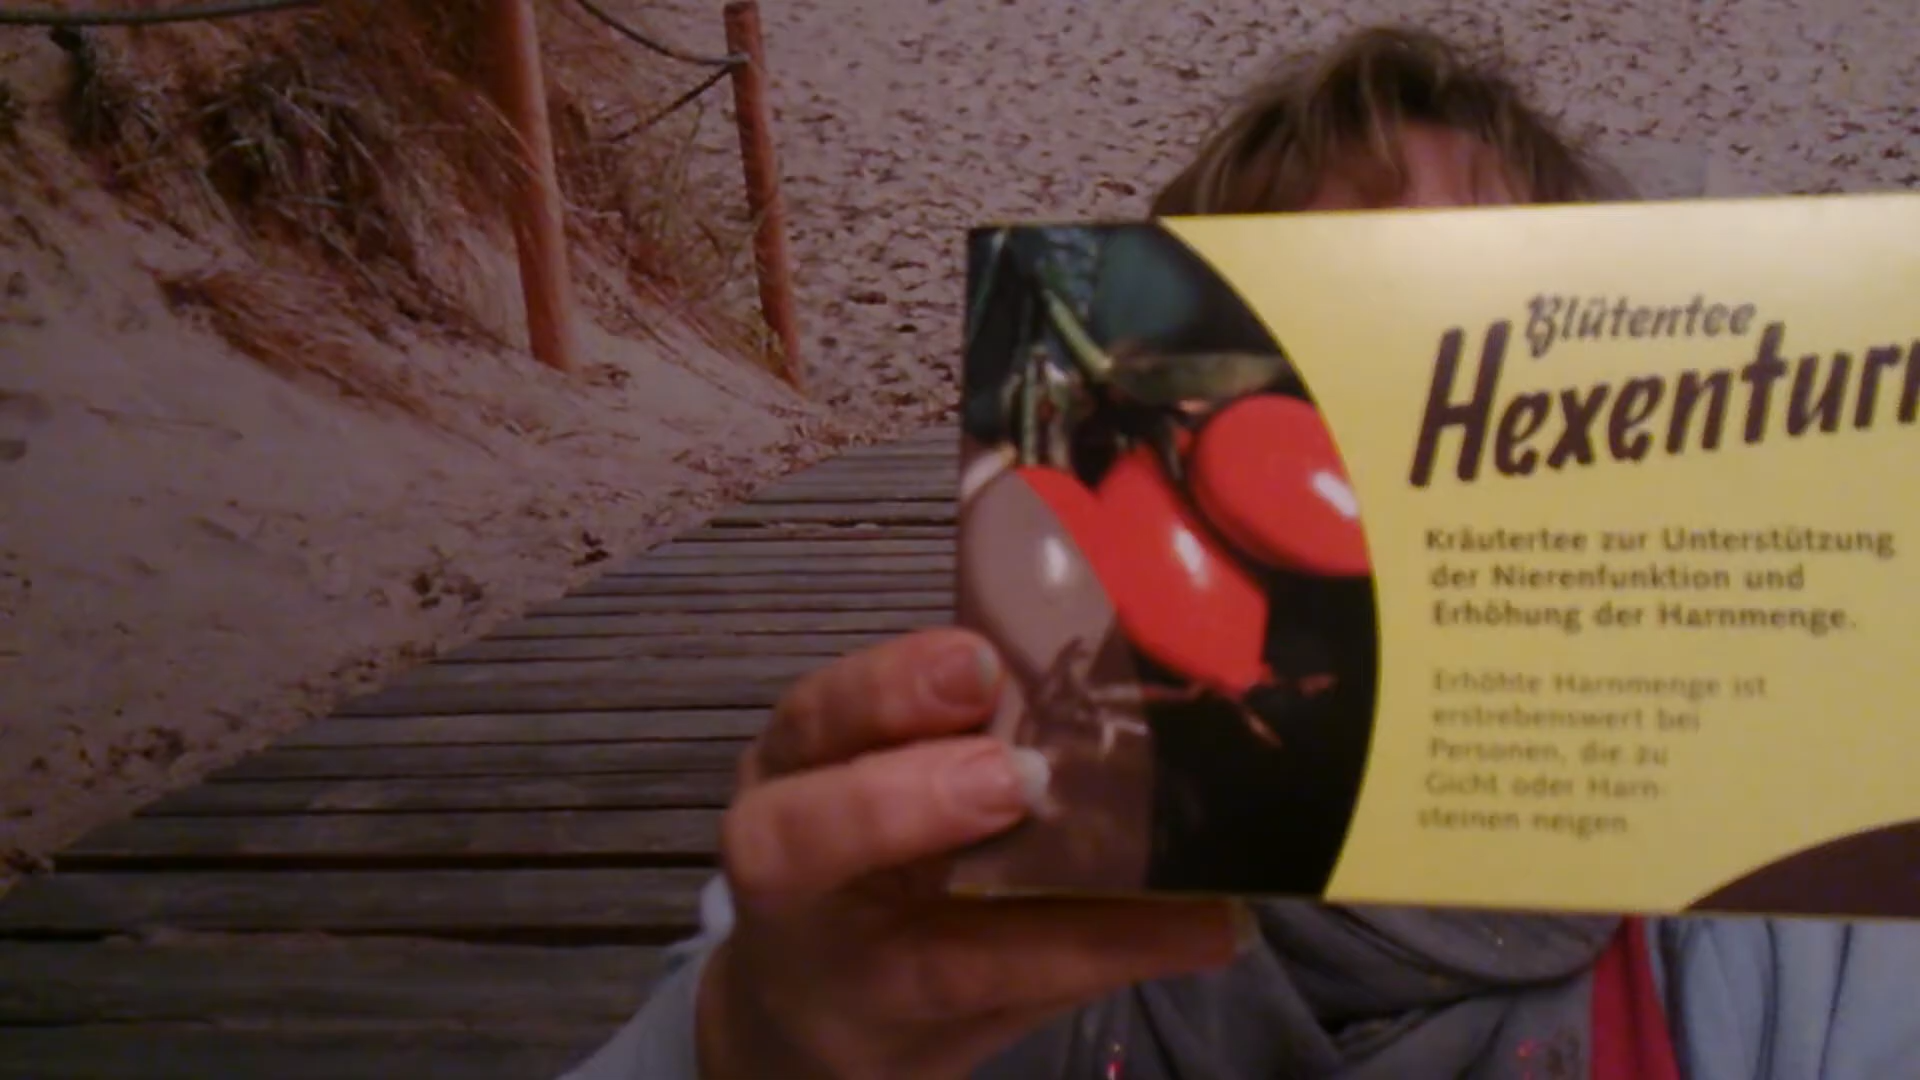 Blütentee
Hexentur
Kräutertee zur Unterstützung
der Nierenfunktion und
Erhöhung der Harnmenge.
Erhöhte Harnmenge ist
erstrebenswert bei
Personen, die zu
Gicht oder Harn-
steinen neigen